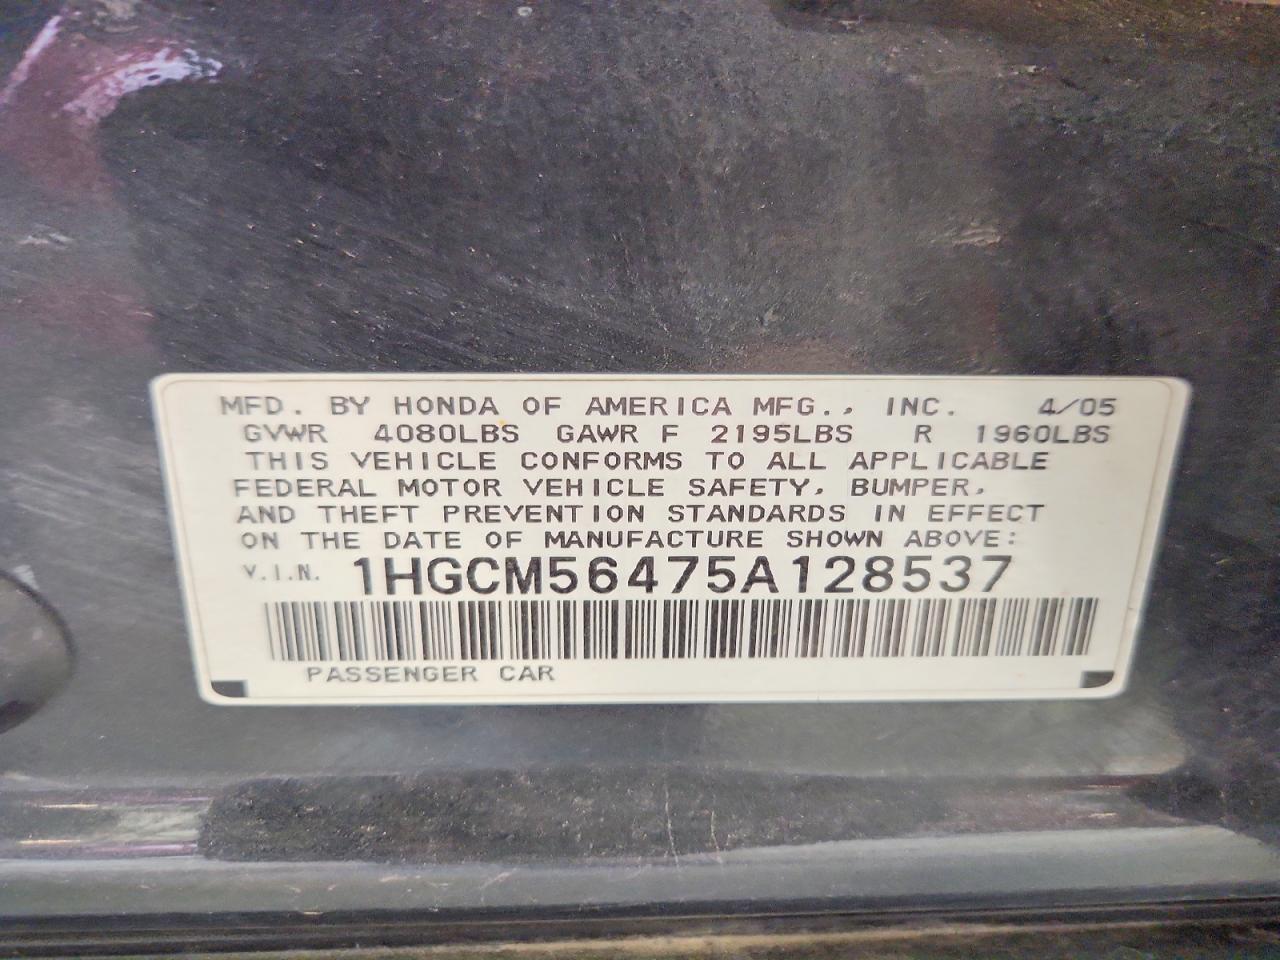 MFD. BY HONDA OF AMERICA MFG., INC. 4/05
GVWR 4080LBS GAWR F 2195LBS R 1960LBS
THIS VEHICLE CONFORMS TO ALL APPLICABLE
FEDERAL MOTOR VEHICLE SAFETY, BUMPER,
AND THEFT PREVENTION STANDARDS IN EFFECT
ON THE DATE OF MANUFACTURE SHOWN ABOVE:
V.I.N. 1HGCM56475A128537
PASSENGER CAR